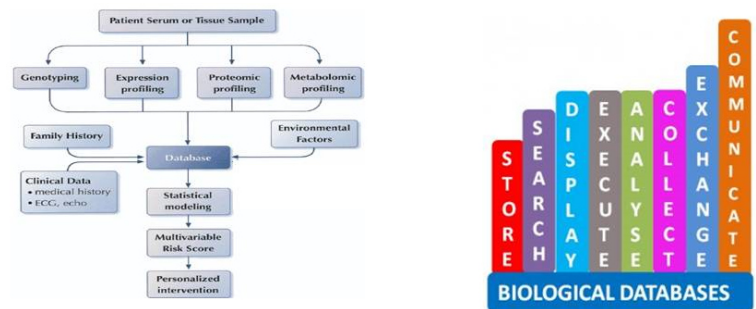 Patient Serum or Tissue Sample
Genotyping
Expression
profiling
Proteomic
profiling
Metabolomic
profiling
Family History
Environmental
Factors
Database
Clinical Data
• medical history
• ECG, echo
Statistical
modeling
Multivariable
Risk Score
Personalized
intervention
STORE
SEARCH
DISPLAY
EXECUTE
ANALYSE
COLLECT
EXCHANGE
COMMUNICATE
BIOLOGICAL DATABASES